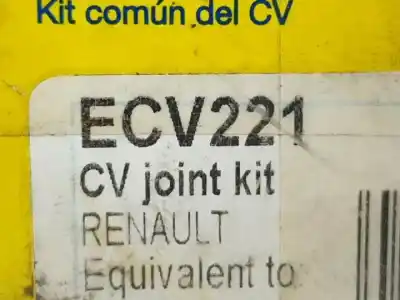 Kit común del CV
ECV221
CV joint kit
RENAULT
Equivalent to